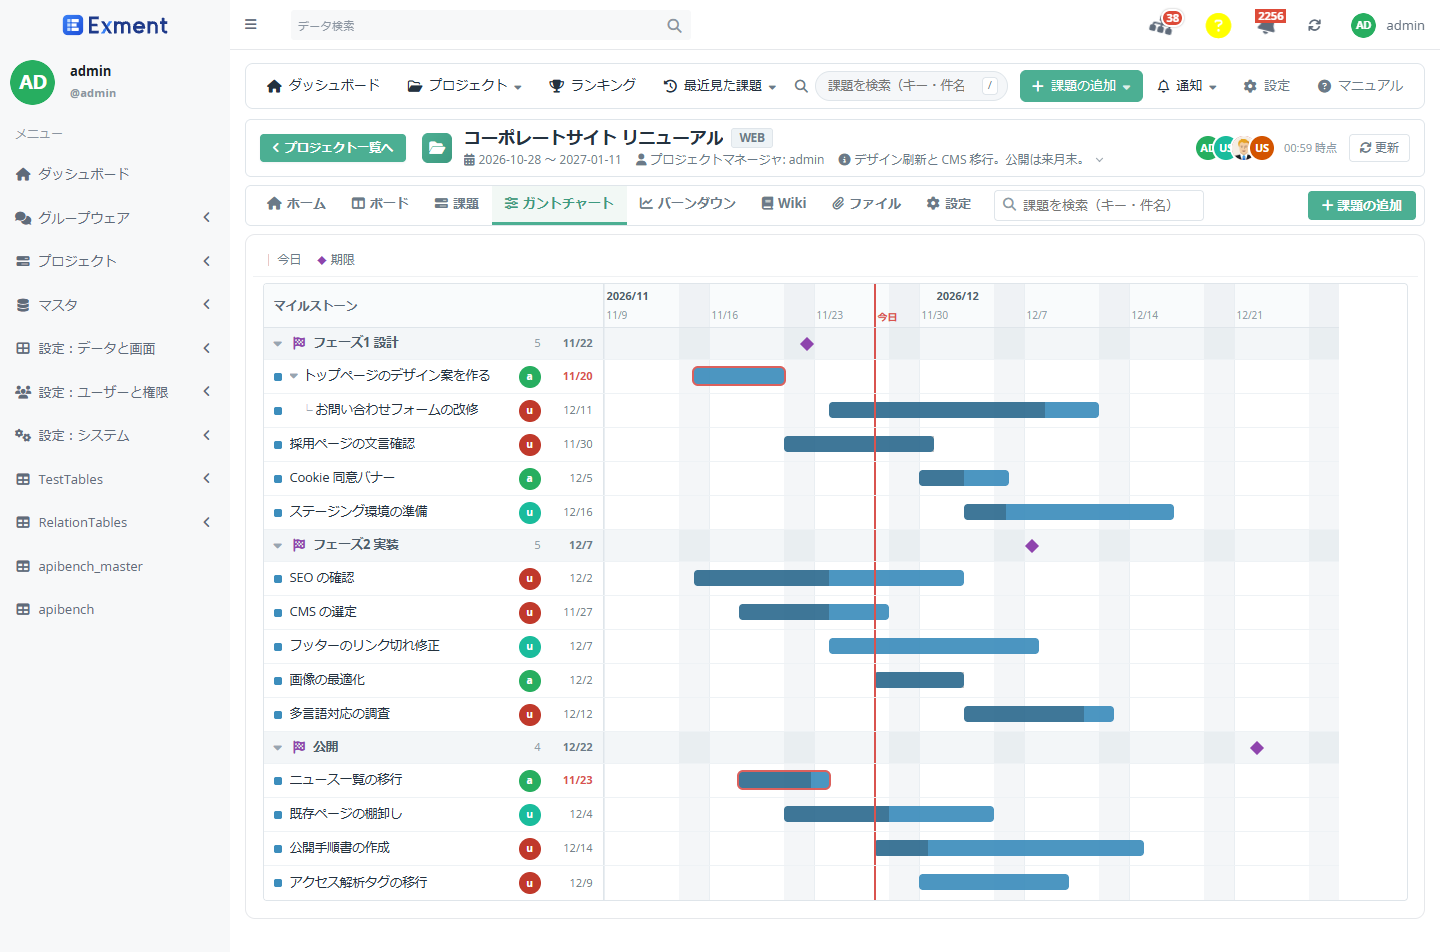 Exment
データ検索
38
?
2256
AD
admin
AD
admin
@admin
メニュー
ダッシュボード
グループウェア
プロジェクト
マスタ
設定：データと画面
設定：ユーザーと権限
設定：システム
TestTables
RelationTables
apibench_master
apibench
ダッシュボード
プロジェクト
ランキング
最近見た課題
課題を検索（キー・件名
/
＋ 課題の追加
通知
設定
マニュアル
プロジェクト一覧へ
コーポレートサイト リニューアル
WEB
2026-10-28 ～ 2027-01-11
プロジェクトマネージャ: admin
デザイン刷新と CMS 移行。公開は来月末。
AD
US
US
00:59 時点
更新
ホーム
ボード
課題
ガントチャート
バーンダウン
Wiki
ファイル
設定
課題を検索（キー・件名）
＋課題の追加
今日
期限
マイルストーン
2026/11
2026/12
11/9
11/16
11/23
今日
11/30
12/7
12/14
12/21
フェーズ1 設計 5 11/22
トップページのデザイン案を作る a 11/20
└ お問い合わせフォームの改修 u 12/11
採用ページの文言確認 u 11/30
Cookie 同意バナー a 12/5
ステージング環境の準備 u 12/16
フェーズ2 実装 5 12/7
SEO の確認 u 12/2
CMS の選定 u 11/27
フッターのリンク切れ修正 u 12/7
画像の最適化 a 12/2
多言語対応の調査 u 12/12
公開 4 12/22
ニュース一覧の移行 a 11/23
既存ページの棚卸し u 12/4
公開手順書の作成 u 12/14
アクセス解析タグの移行 u 12/9